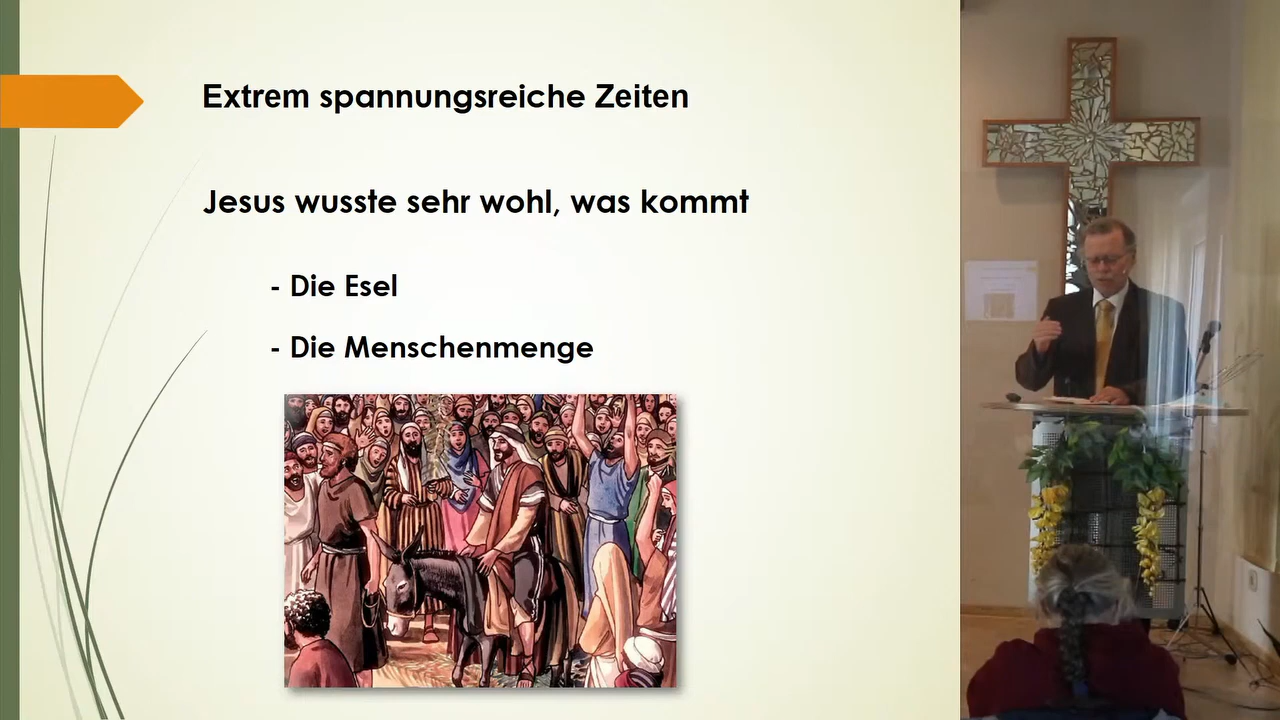 Extrem spannungsreiche Zeiten
Jesus wusste sehr wohl, was kommt
- Die Esel
- Die Menschenmenge